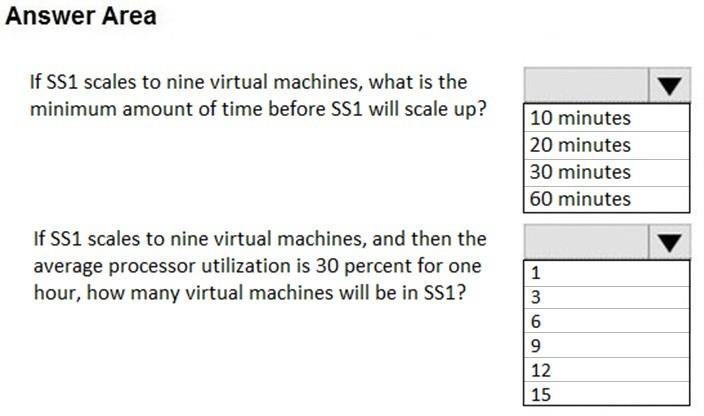 Answer Area
If SS1 scales to nine virtual machines, what is the
minimum amount of time before SS1 will scale up?
10 minutes
20 minutes
30 minutes
60 minutes
If SS1 scales to nine virtual machines, and then the
average processor utilization is 30 percent for one
hour, how many virtual machines will be in SS1?
1
3
6
9
12
15